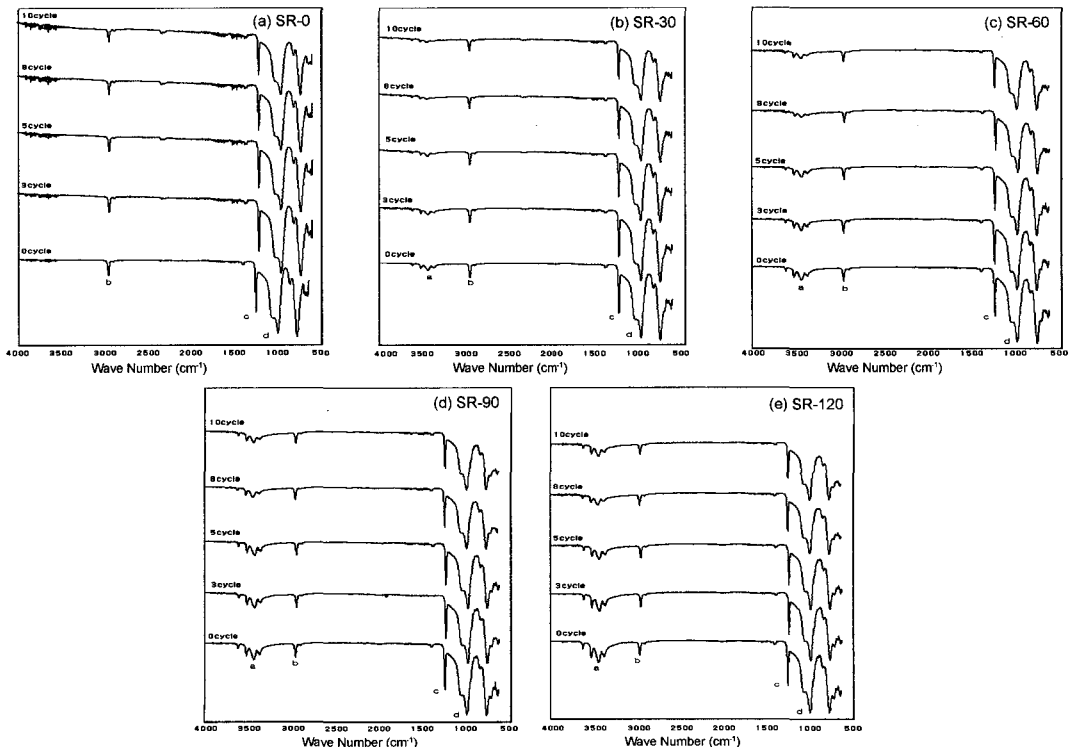 (a) SR-0
10cycle
8cycle
5cycle
3cycle
0cycle
b
c
d
4000 3500 3000 2500 2000 1500 1000 500
Wave Number (cm-1)
(b) SR-30
10cycle
8cycle
5cycle
3cycle
0cycle
a
b
c
d
4000 3500 3000 2500 2000 1500 1000 500
Wave Number (cm-1)
(c) SR-60
10cycle
8cycle
5cycle
3cycle
0cycle
a
b
c
d
4000 3500 3000 2500 2000 1500 1000 500
Wave Number (cm-1)
(d) SR-90
10cycle
8cycle
5cycle
3cycle
0cycle
a
b
c
d
4000 3500 3000 2500 2000 1500 1000 500
Wave Number (cm-1)
(e) SR-120
10cycle
8cycle
5cycle
3cycle
0cycle
a
b
c
d
4000 3500 3000 2500 2000 1500 1000 500
Wave Number (cm-1)